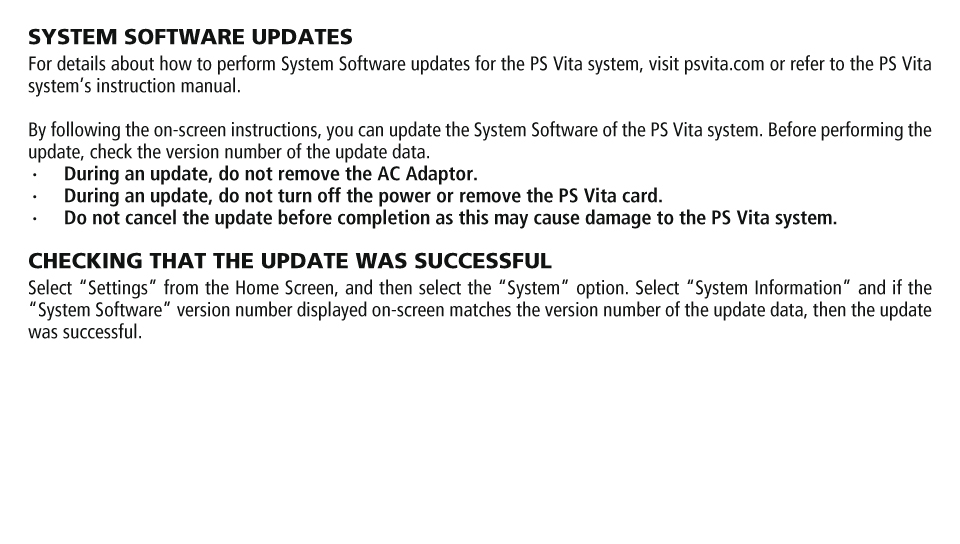 SYSTEM SOFTWARE UPDATES
For details about how to perform System Software updates for the PS Vita system, visit psvita.com or refer to the PS Vita
system’s instruction manual.
By following the on-screen instructions, you can update the System Software of the PS Vita system. Before performing the
update, check the version number of the update data.
· During an update, do not remove the AC Adaptor.
· During an update, do not turn off the power or remove the PS Vita card.
· Do not cancel the update before completion as this may cause damage to the PS Vita system.
CHECKING THAT THE UPDATE WAS SUCCESSFUL
Select “Settings” from the Home Screen, and then select the “System” option. Select “System Information” and if the
“System Software” version number displayed on-screen matches the version number of the update data, then the update
was successful.